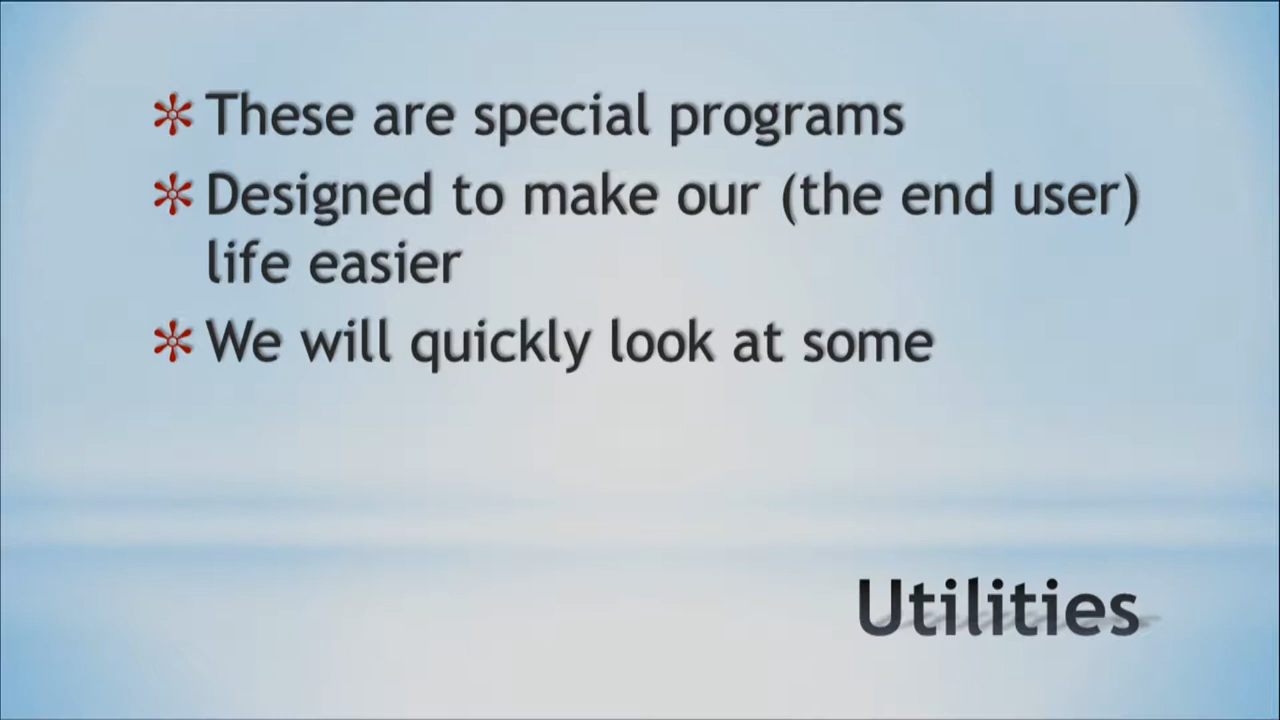 These are special programs
Designed to make our (the end user)
life easier
We will quickly look at some
Utilities